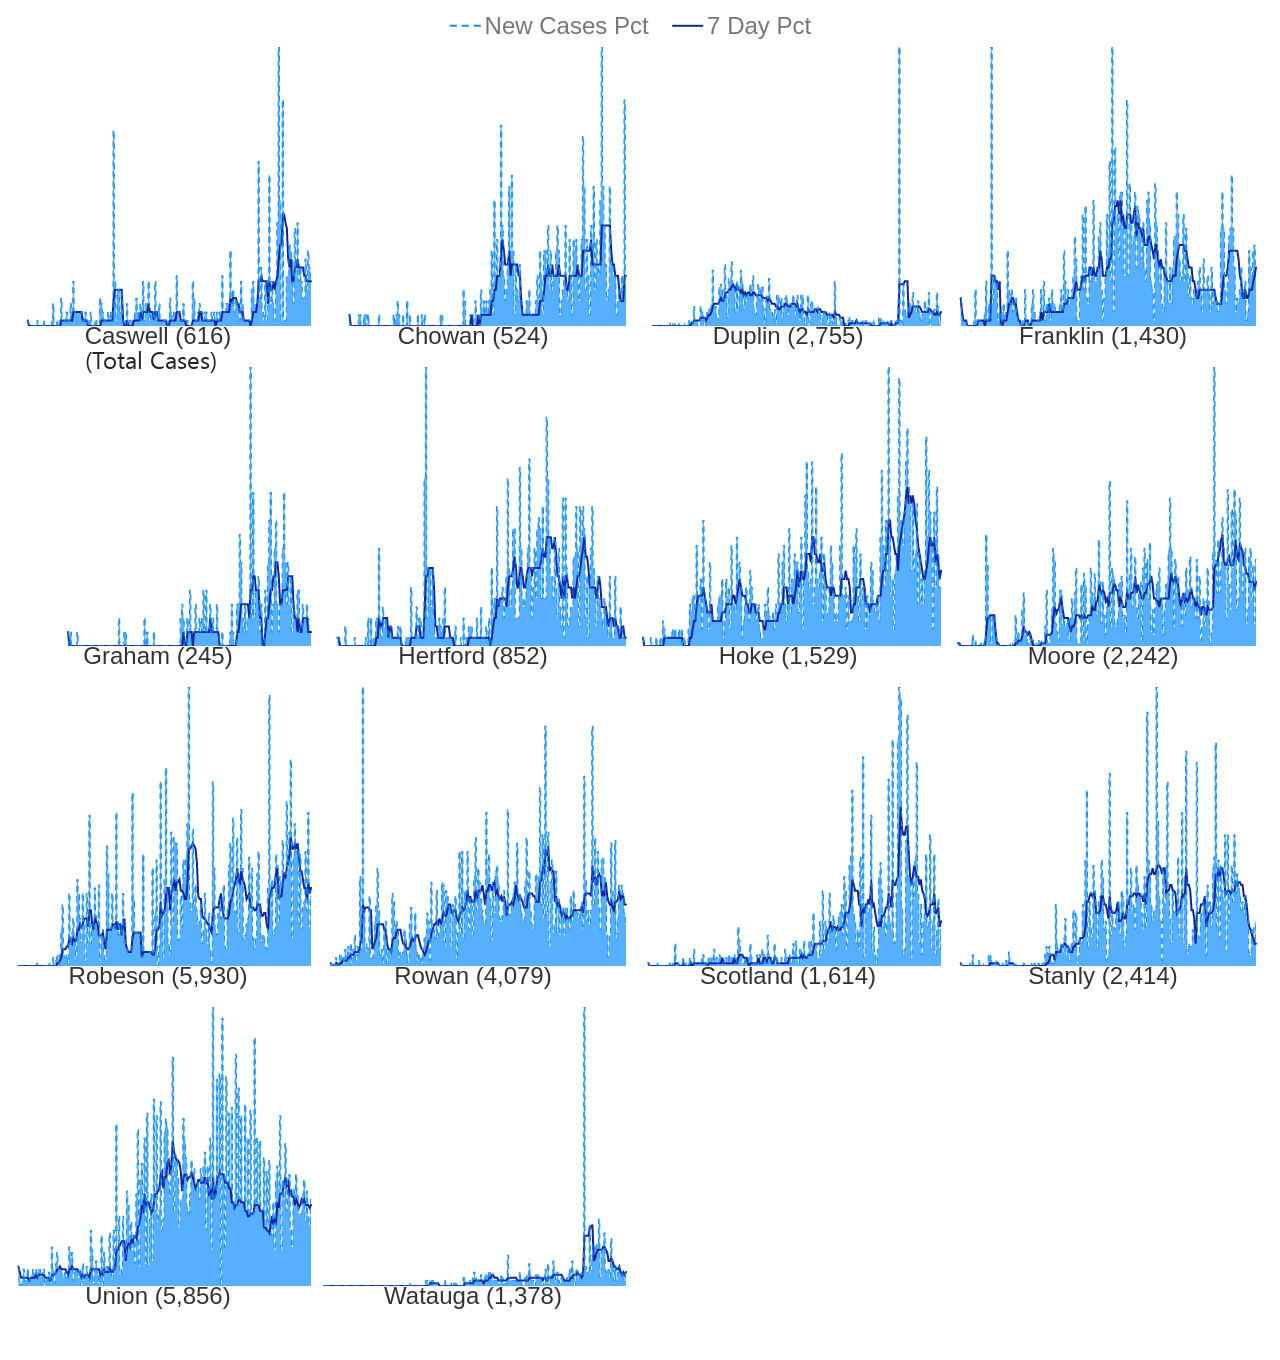 New Cases Pct 7 Day Pct
Caswell (616) Chowan (524) Duplin (2,755) Franklin (1,430)
(Total Cases)
Graham (245) Hertford (852) Hoke (1,529) Moore (2,242)
Robeson (5,930) Rowan (4,079) Scotland (1,614) Stanly (2,414)
Union (5,856) Watauga (1,378)